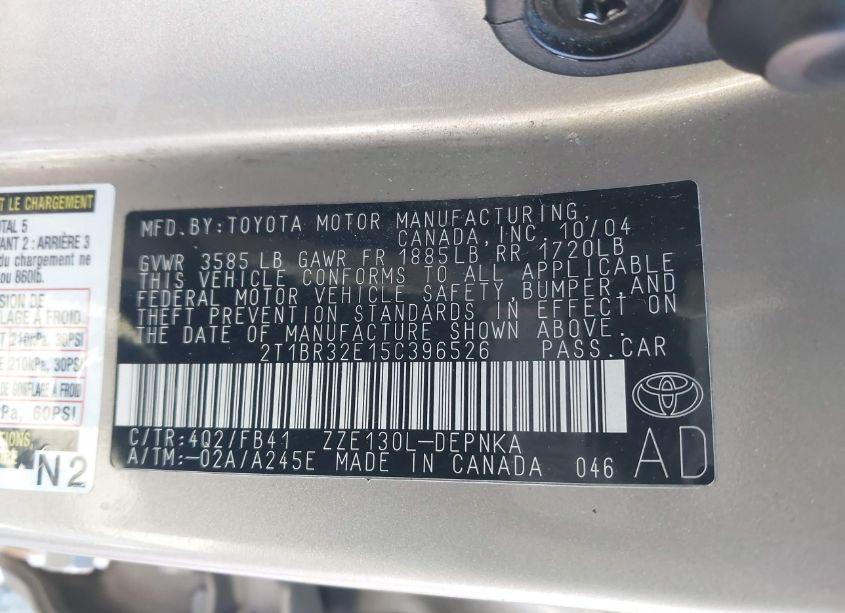 T LE CHARGEMENT
OTAL 5
ANT 2 : ARRIÈRE 3
du chargement ne
ou 860lb.
SION DE
LAGE À FROID
210kPa, 30PSI
E 210kPa, 30PSI
DE GONFLAGE À FROID
Pa, 60PSI
N2
MFD. BY: TOYOTA MOTOR MANUFACTURING,
CANADA, INC. 10/04
GVWR 3585 LB GAWR FR 1885LB RR 1720LB
THIS VEHICLE CONFORMS TO ALL APPLICABLE
FEDERAL MOTOR VEHICLE SAFETY, BUMPER, AND
THEFT PREVENTION STANDARDS IN EFFECT ON
THE DATE OF MANUFACTURE SHOWN ABOVE.
2T1BR32E15C396526 PASS. CAR
C/TR: 4Q2/FB41 ZZE130L-DEPNKA
A/TM: -02A/A245E MADE IN CANADA 046
AD